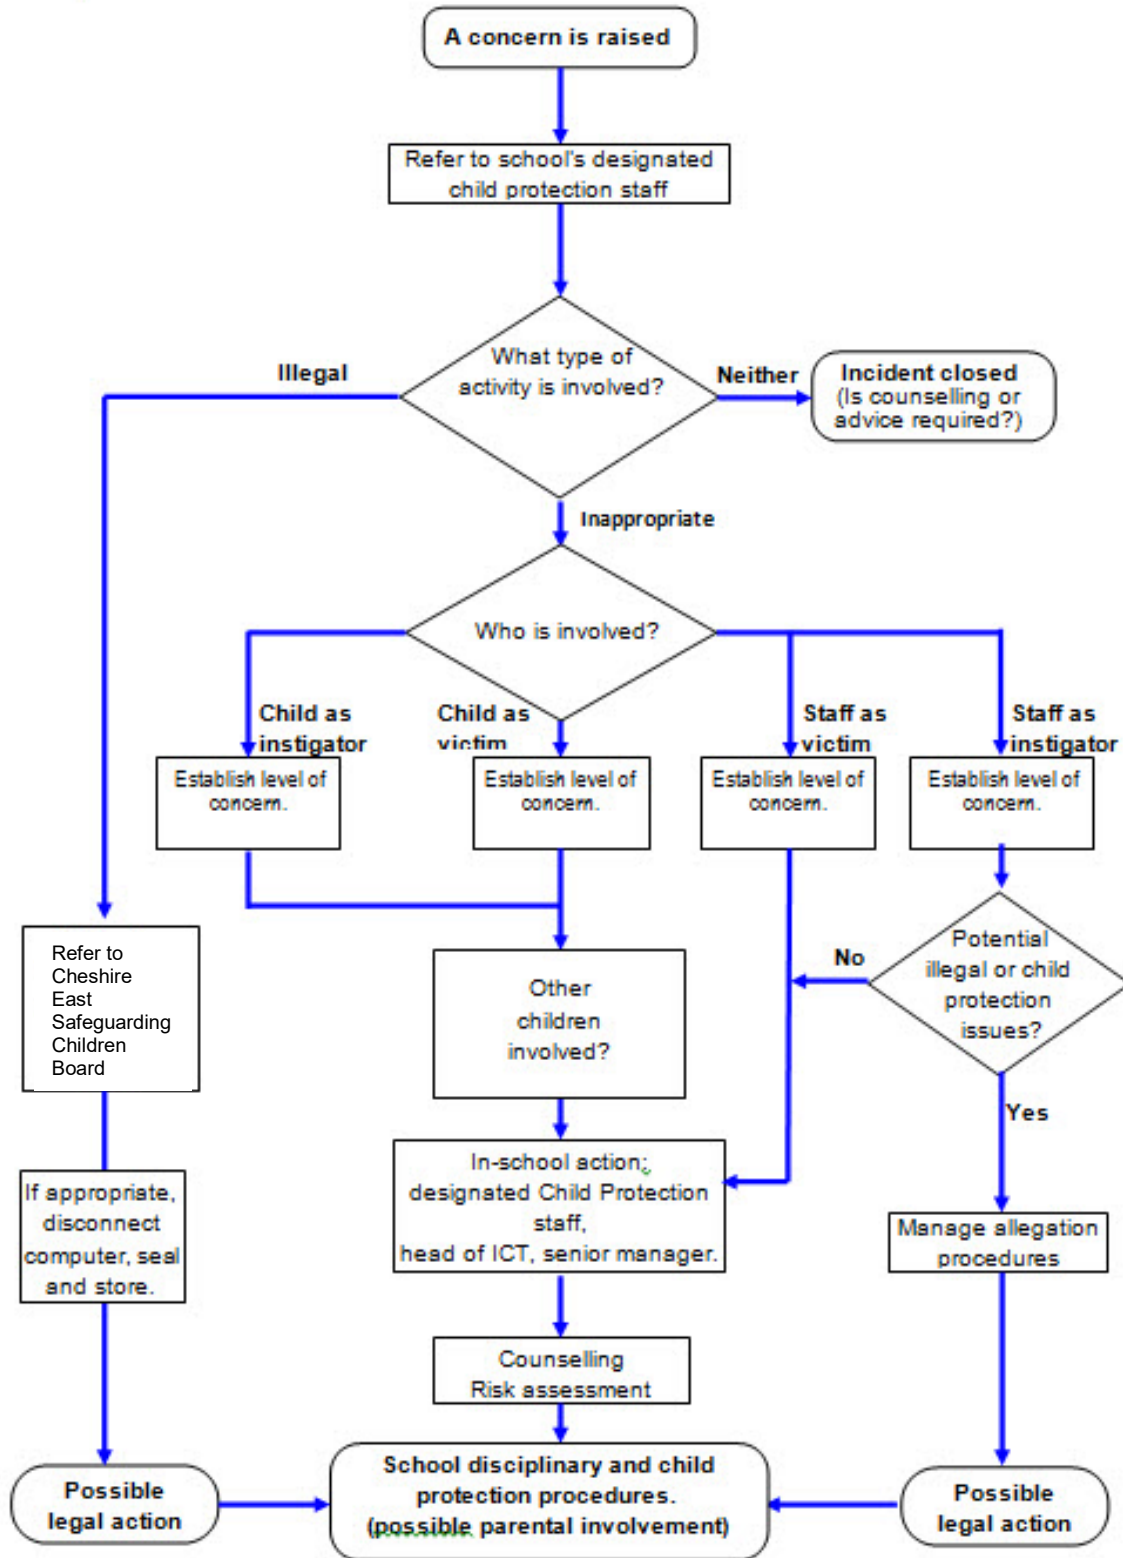 A concern is raised
Refer to school's designated
child protection staff
What type of
activity is involved?
Illegal
Neither
Incident closed
(Is counselling or
advice required?)
Inappropriate
Who is involved?
Child as
instigator
Child as
victim
Staff as
victim
Staff as
instigator
Establish level of
concern.
Establish level of
concern.
Establish level of
concern.
Establish level of
concern.
Refer to
Cheshire
East
Safeguarding
Children
Board
Other
children
involved?
No
Potential
illegal or child
protection
issues?
Yes
If appropriate,
disconnect
computer, seal
and store.
In-school action;
designated Child Protection
staff,
head of ICT, senior manager.
Manage allegation
procedures
Counselling
Risk assessment
Possible
legal action
School disciplinary and child
protection procedures.
(possible parental involvement)
Possible
legal action